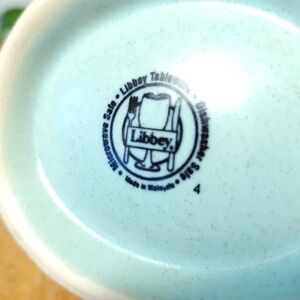 • Microwave Safe • Libbey Tableware • Dishwasher Safe •
Libbey®
Made in Malaysia
4